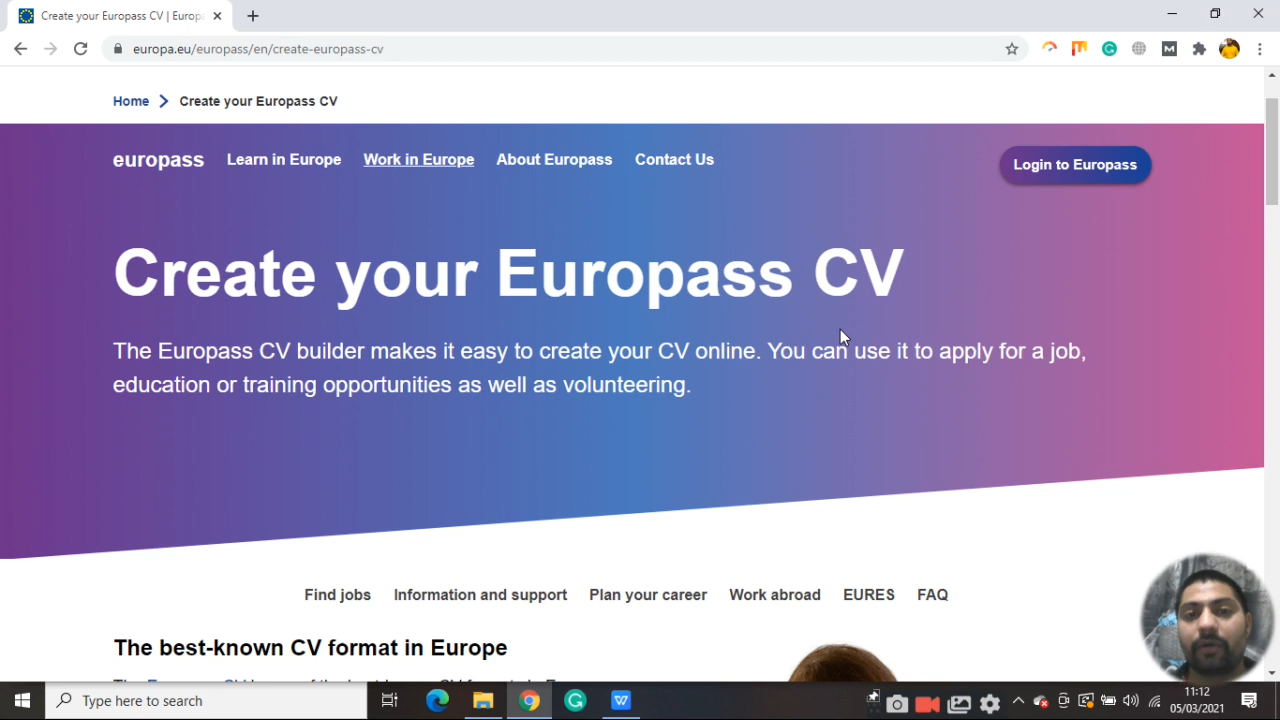 Create your Europass CV | Europ
europa.eu/europass/en/create-europass-cv
Home > Create your Europass CV
europass Learn in Europe Work in Europe About Europass Contact Us
Login to Europass
Create your Europass CV
The Europass CV builder makes it easy to create your CV online. You can use it to apply for a job,
education or training opportunities as well as volunteering.
Find jobs Information and support Plan your career Work abroad EURES FAQ
The best-known CV format in Europe
Type here to search
11:12
05/03/2021